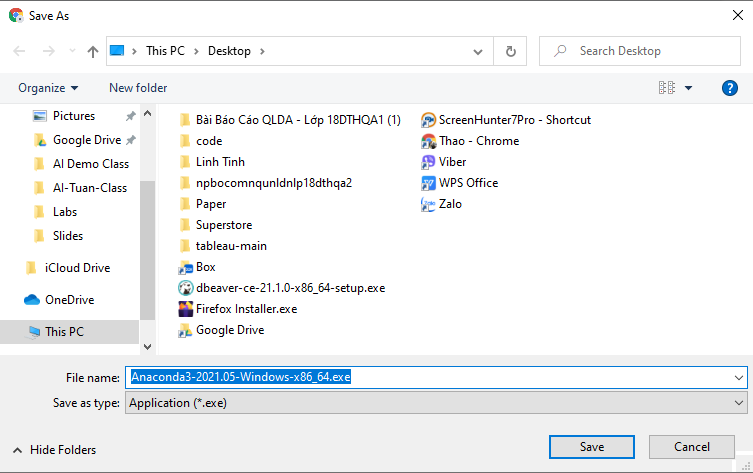 Save As
This PC > Desktop >
Search Desktop
Organize
New folder
?
Pictures
Google Drive
AI Demo Class
AI-Tuan-Class
Labs
Slides
iCloud Drive
OneDrive
This PC
Bài Báo Cáo QLDA - Lớp 18DTHQA1 (1)
code
Linh Tinh
npbocomnqunldnlp18dthqa2
Paper
Superstore
tableau-main
Box
dbeaver-ce-21.1.0-x86_64-setup.exe
Firefox Installer.exe
Google Drive
ScreenHunter7Pro - Shortcut
Thao - Chrome
Viber
WPS Office
Zalo
File name: Anaconda3-2021.05-Windows-x86_64.exe
Save as type: Application (*.exe)
Hide Folders
Save
Cancel